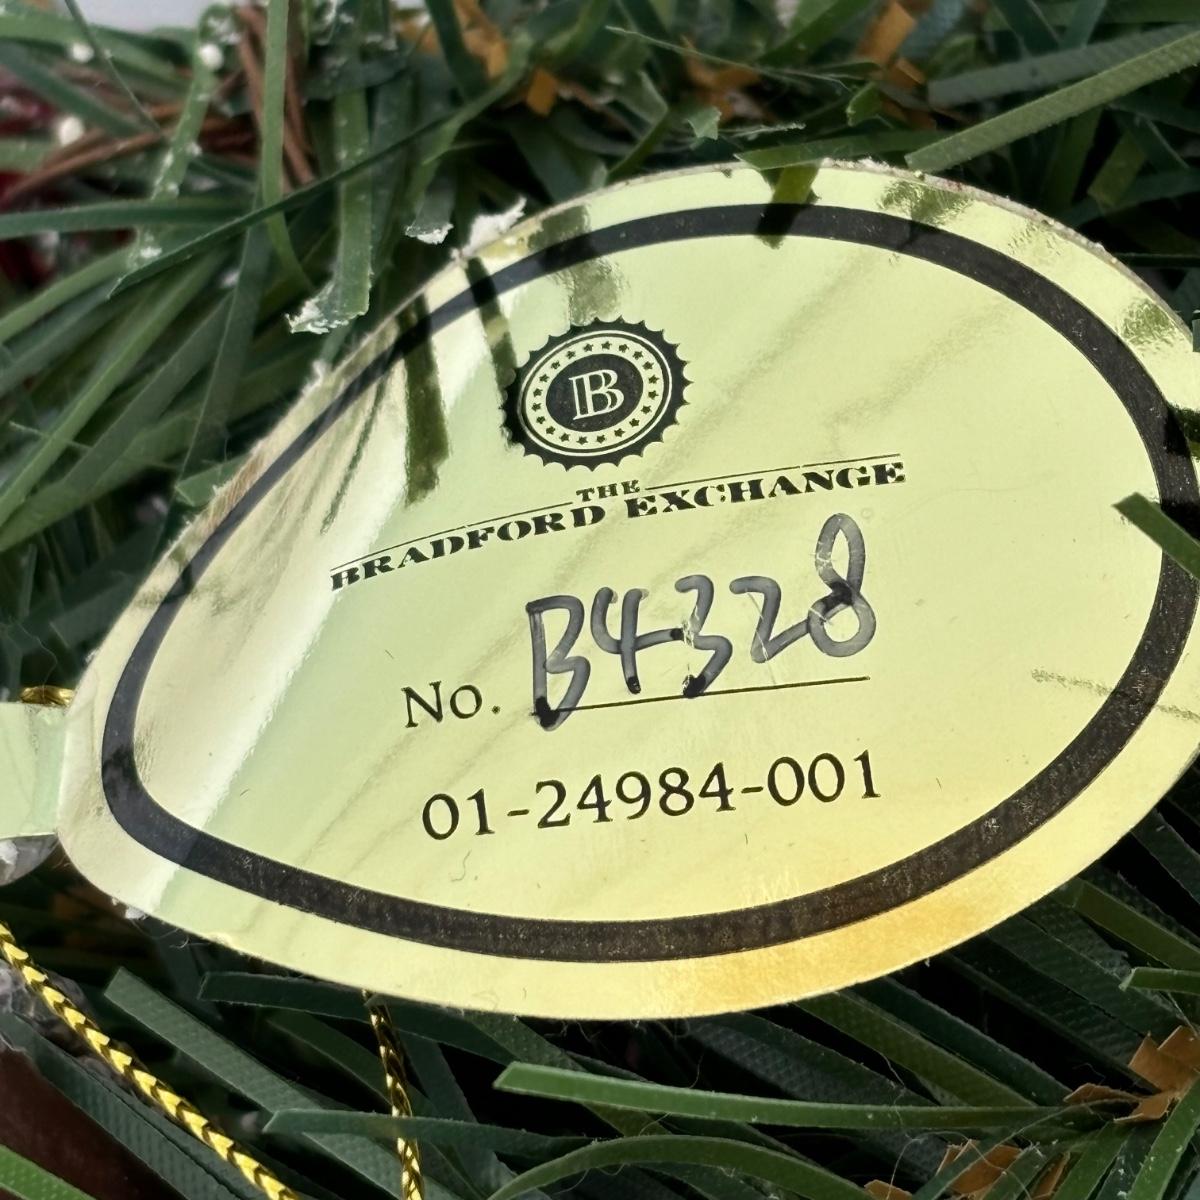 B
THE
BRADFORD EXCHANGE
No. B4328
01-24984-001